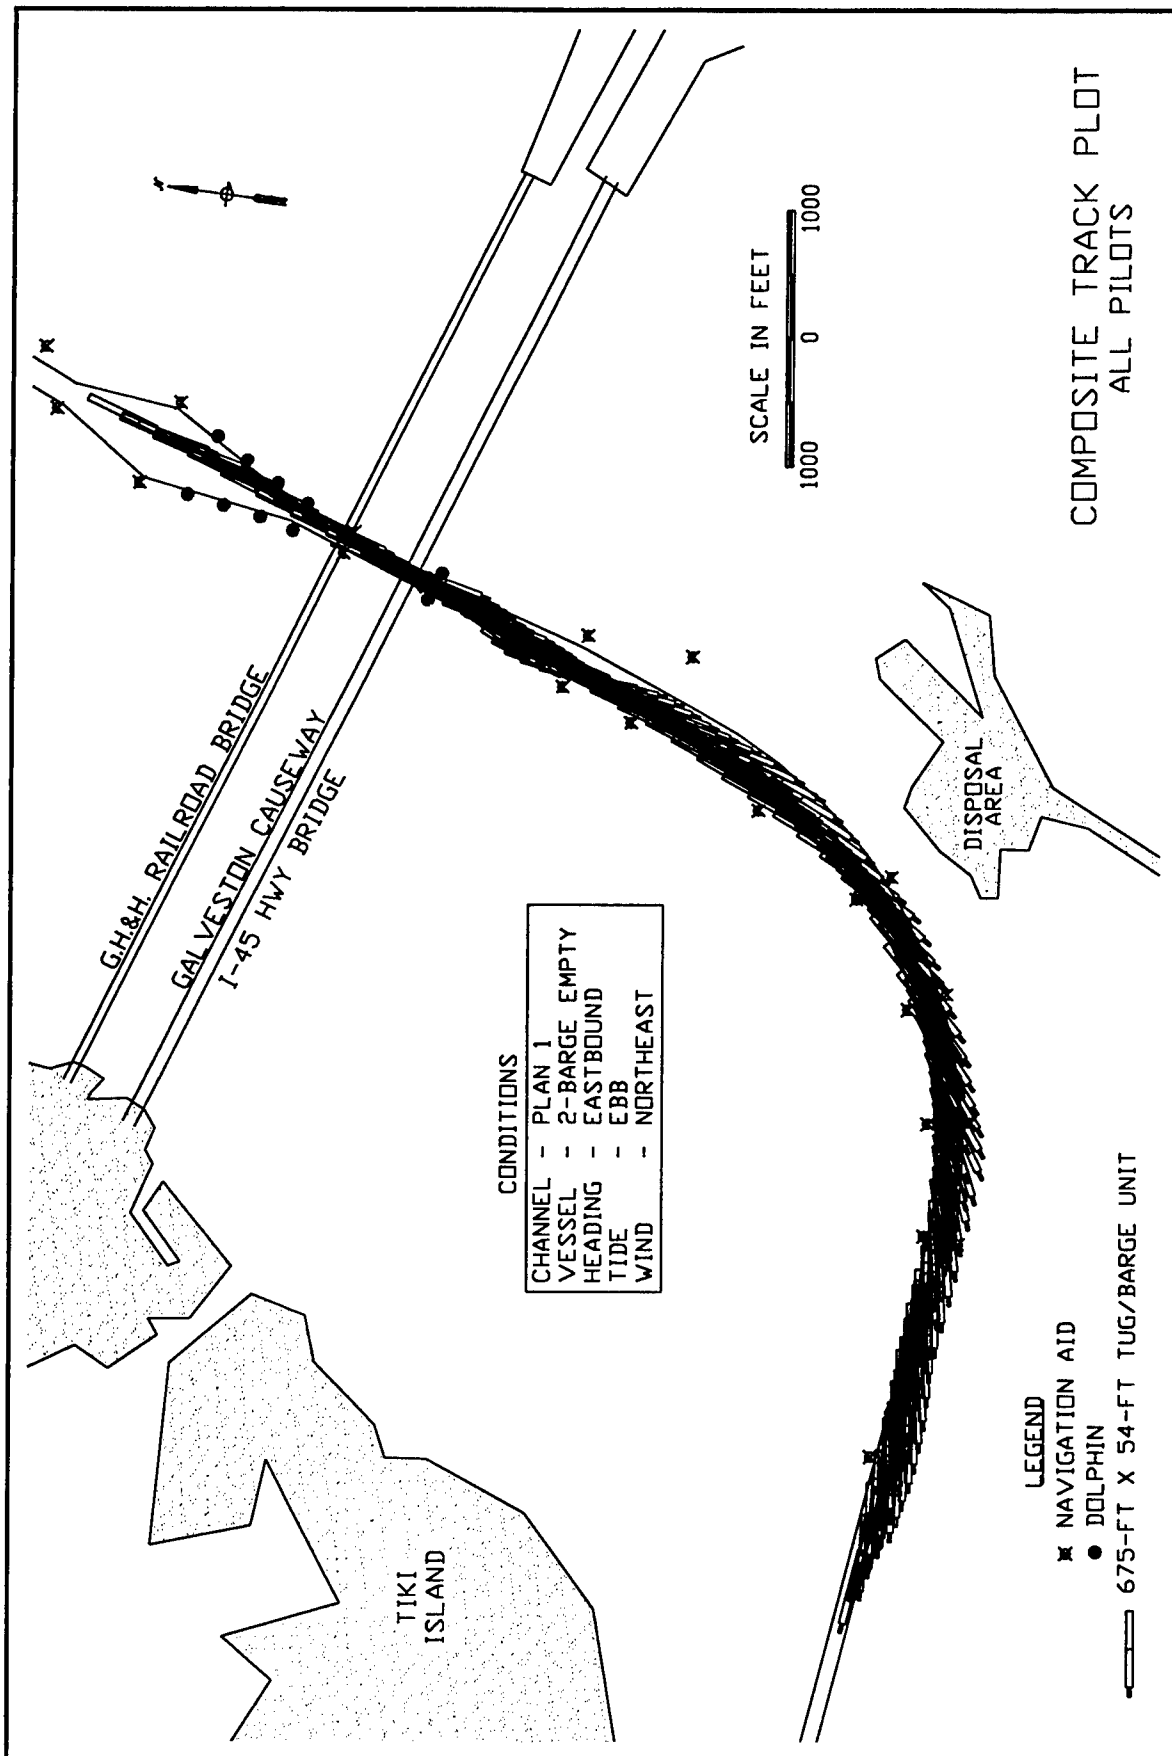 G.H.&H. RAILROAD BRIDGE
GALVESTON CAUSEWAY
I-45 HWY BRIDGE
N
TIKI
ISLAND
CONDITIONS
CHANNEL - PLAN 1
VESSEL - 2-BARGE EMPTY
HEADING - EASTBOUND
TIDE - EBB
WIND - NORTHEAST
SCALE IN FEET
1000 0 1000
DISPOSAL
AREA
LEGEND
NAVIGATION AID
DOLPHIN
675-FT X 54-FT TUG/BARGE UNIT
COMPOSITE TRACK PLOT
ALL PILOTS